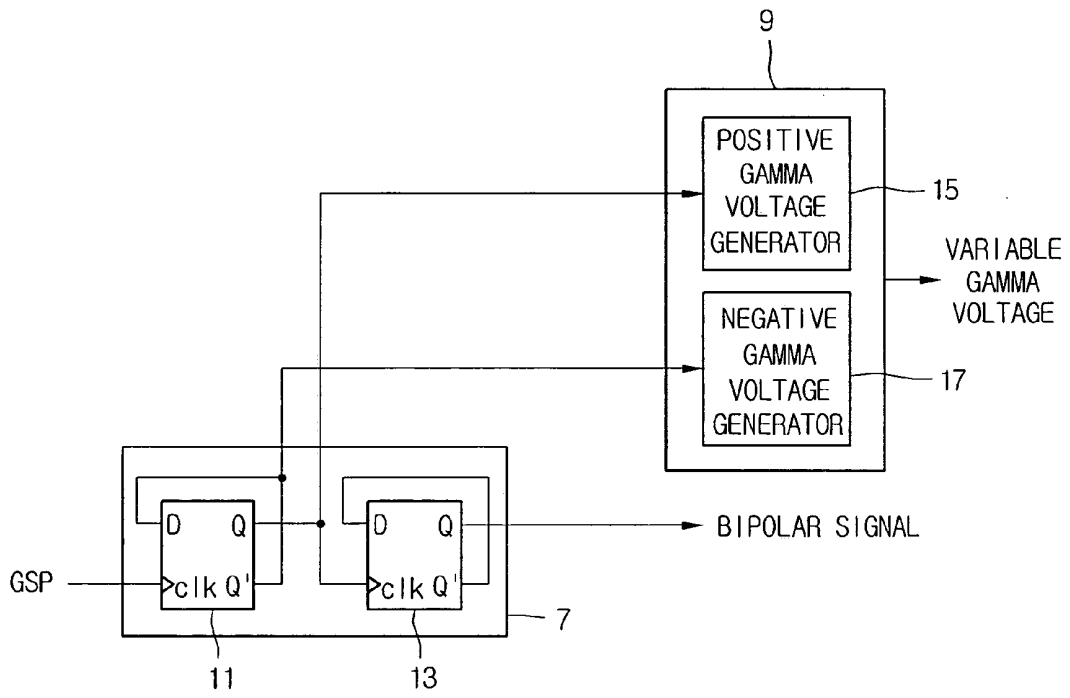 9
POSITIVE
GAMMA
VOLTAGE
GENERATOR
15
VARIABLE
GAMMA
VOLTAGE
NEGATIVE
GAMMA
VOLTAGE
GENERATOR
17
D Q
clk Q'
D Q
clk Q'
BIPOLAR SIGNAL
GSP
7
11
13